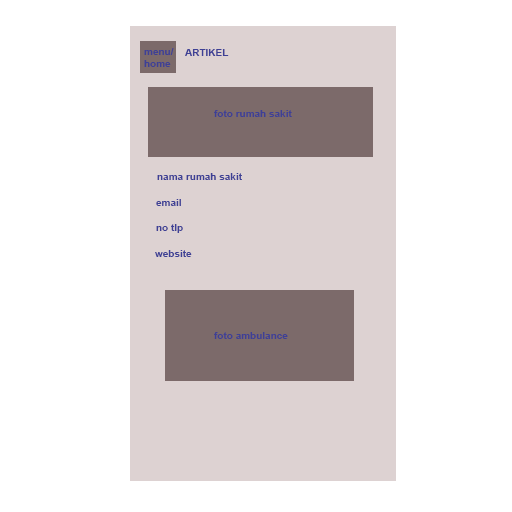 menu/
home
ARTIKEL
foto rumah sakit
nama rumah sakit
email
no tlp
website
foto ambulance